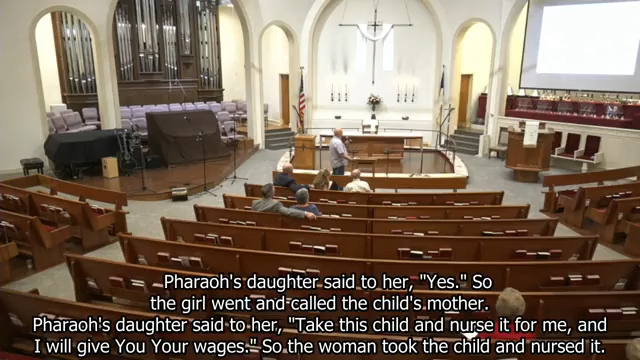 Pharaoh's daughter said to her, "Yes." So
the girl went and called the child's mother.
Pharaoh's daughter said to her, "Take this child and nurse it for me, and
I will give You Your wages." So the woman took the child and nursed it.